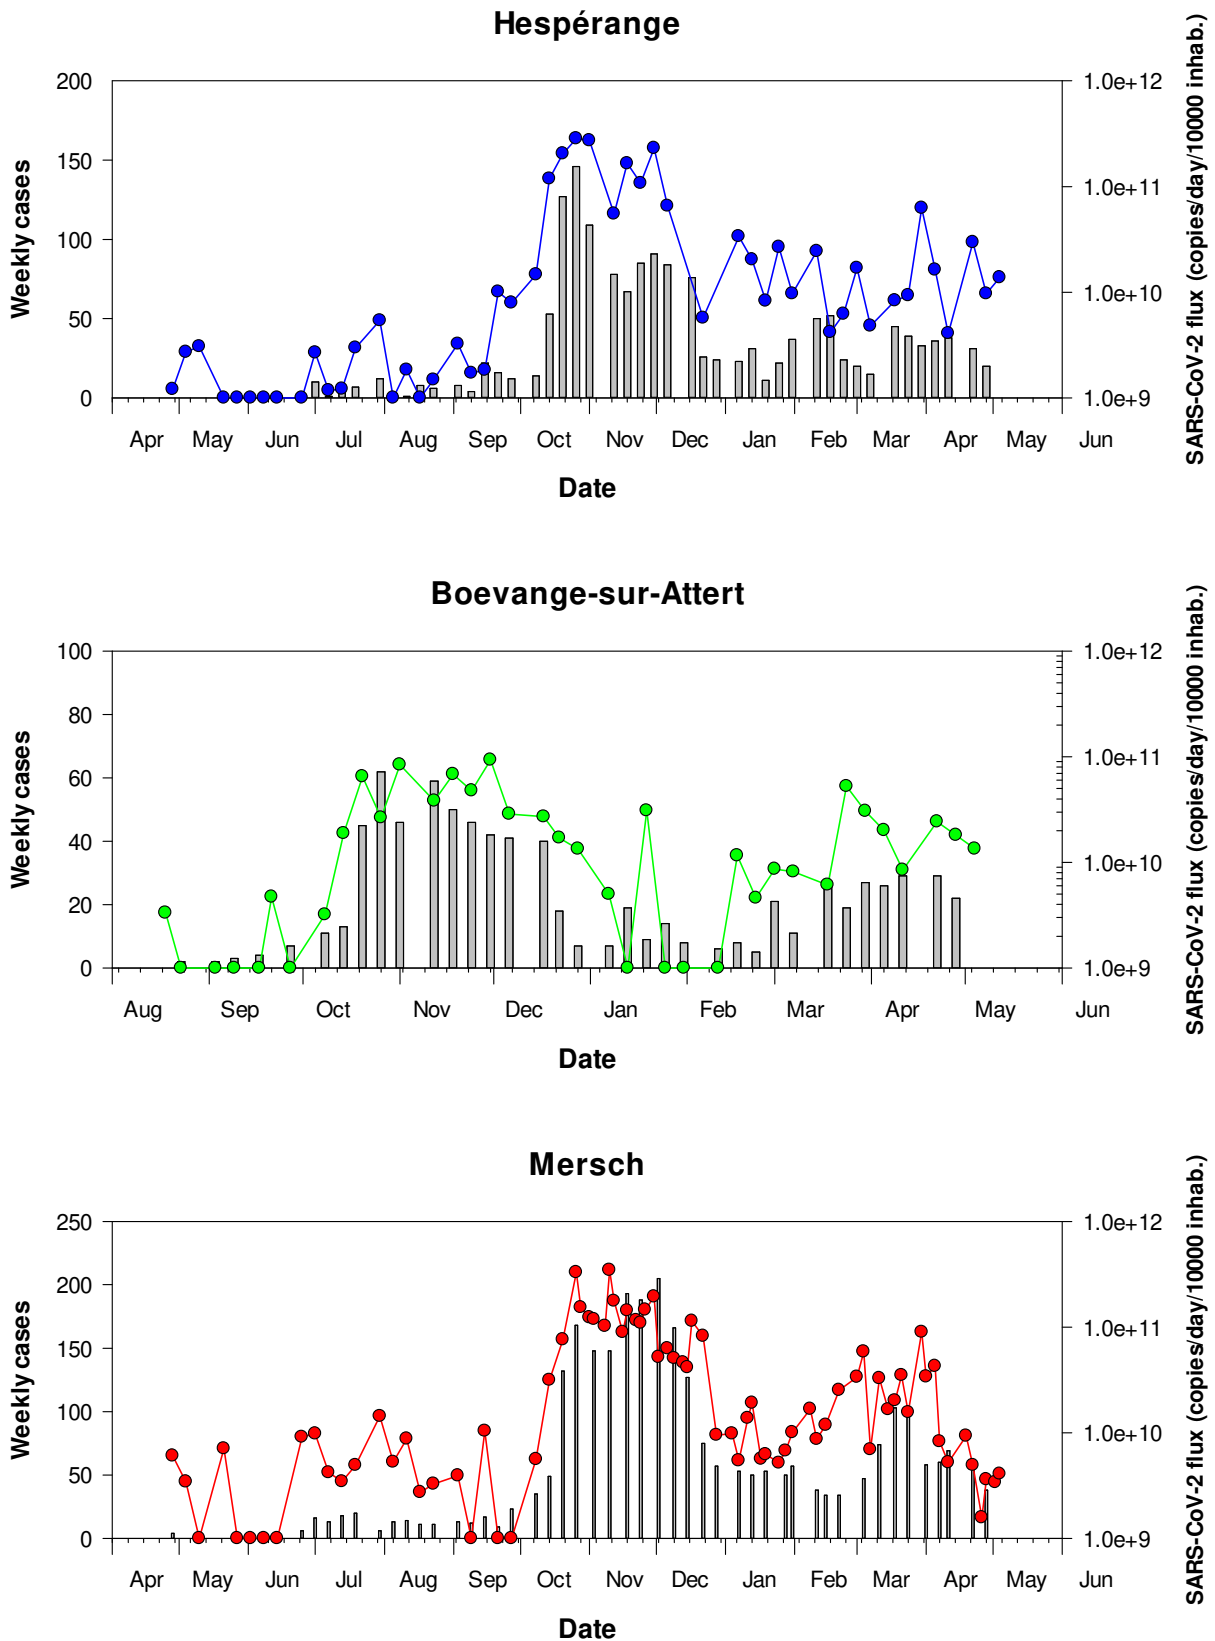 Hespérange
200
150
100
50
0
Weekly cases
1.0e+12
1.0e+11
1.0e+10
1.0e+9
SARS-CoV-2 flux (copies/day/10000 inhab.)
Apr May Jun Jul Aug Sep Oct Nov Dec Jan Feb Mar Apr May Jun
Date
Boevange-sur-Attert
100
80
60
40
20
0
Weekly cases
1.0e+12
1.0e+11
1.0e+10
1.0e+9
SARS-CoV-2 flux (copies/day/10000 inhab.)
Aug Sep Oct Nov Dec Jan Feb Mar Apr May Jun
Date
Mersch
250
200
150
100
50
0
Weekly cases
1.0e+12
1.0e+11
1.0e+10
1.0e+9
SARS-CoV-2 flux (copies/day/10000 inhab.)
Apr May Jun Jul Aug Sep Oct Nov Dec Jan Feb Mar Apr May Jun
Date